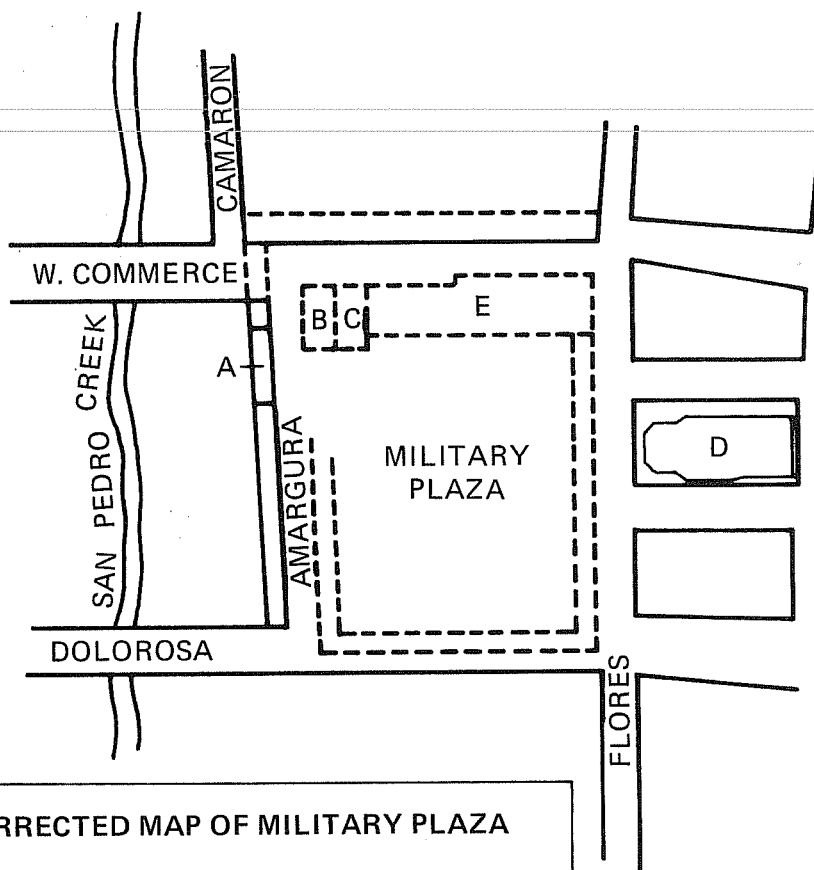 CAMARON
W. COMMERCE
B
C
E
A
SAN PEDRO CREEK
AMARGURA
MILITARY
PLAZA
D
DOLOROSA
FLORES
RRECTED MAP OF MILITARY PLAZA